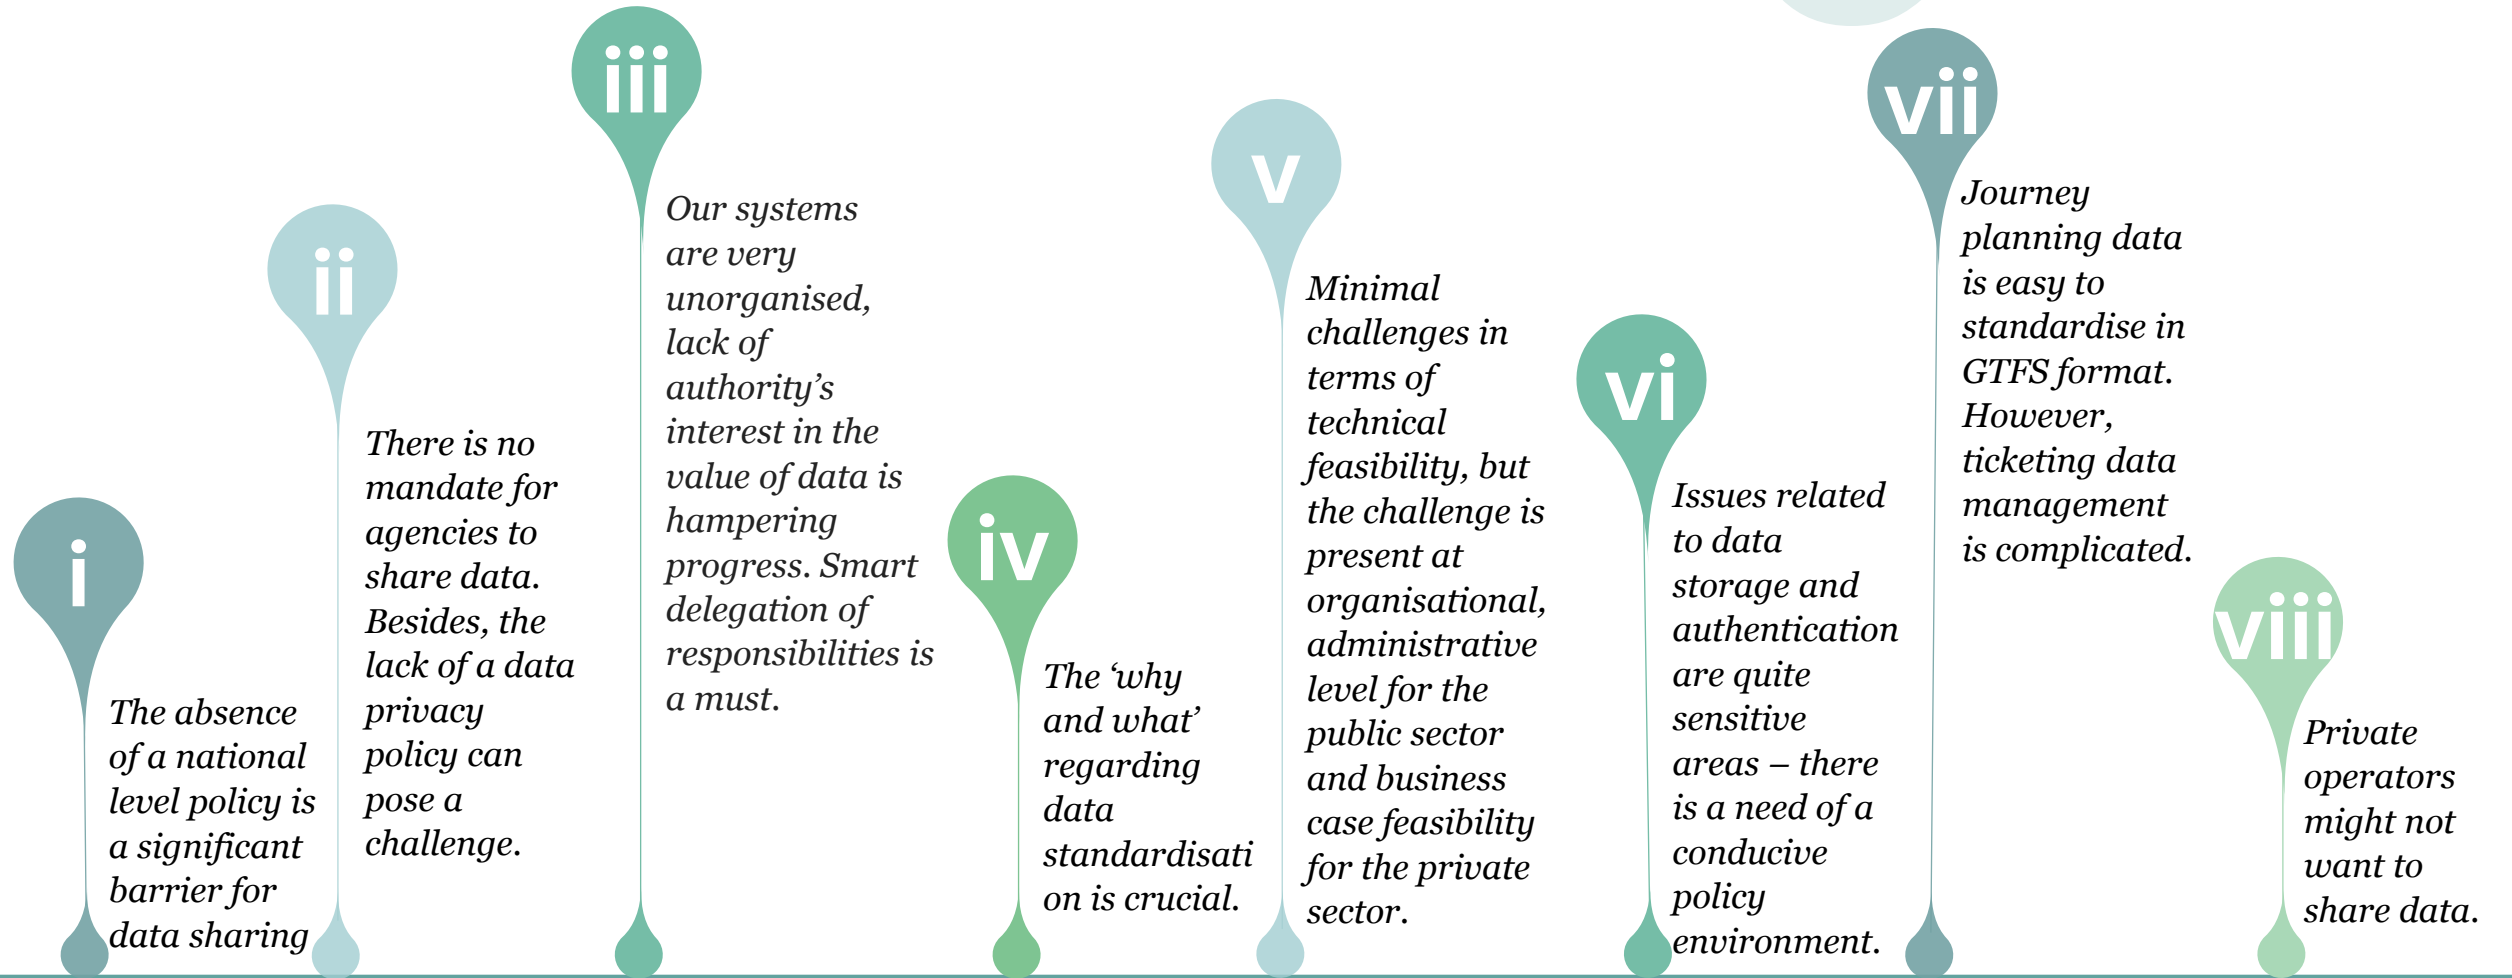 i
The absence
of a national
level policy is
a significant
barrier for
data sharing
ii
There is no
mandate for
agencies to
share data.
Besides, the
lack of a data
privacy
policy can
pose a
challenge.
iii
Our systems
are very
unorganised,
lack of
authority’s
interest in the
value of data is
hampering
progress. Smart
delegation of
responsibilities is
a must.
iv
The ‘why
and what’
regarding
data
standardisati
on is crucial.
v
Minimal
challenges in
terms of
technical
feasibility, but
the challenge is
present at
organisational,
administrative
level for the
public sector
and business
case feasibility
for the private
sector.
vi
Issues related
to data
storage and
authentication
are quite
sensitive
areas – there
is a need of a
conducive
policy
environment.
vii
Journey
planning data
is easy to
standardise in
GTFS format.
However,
ticketing data
management
is complicated.
viii
Private
operators
might not
want to
share data.